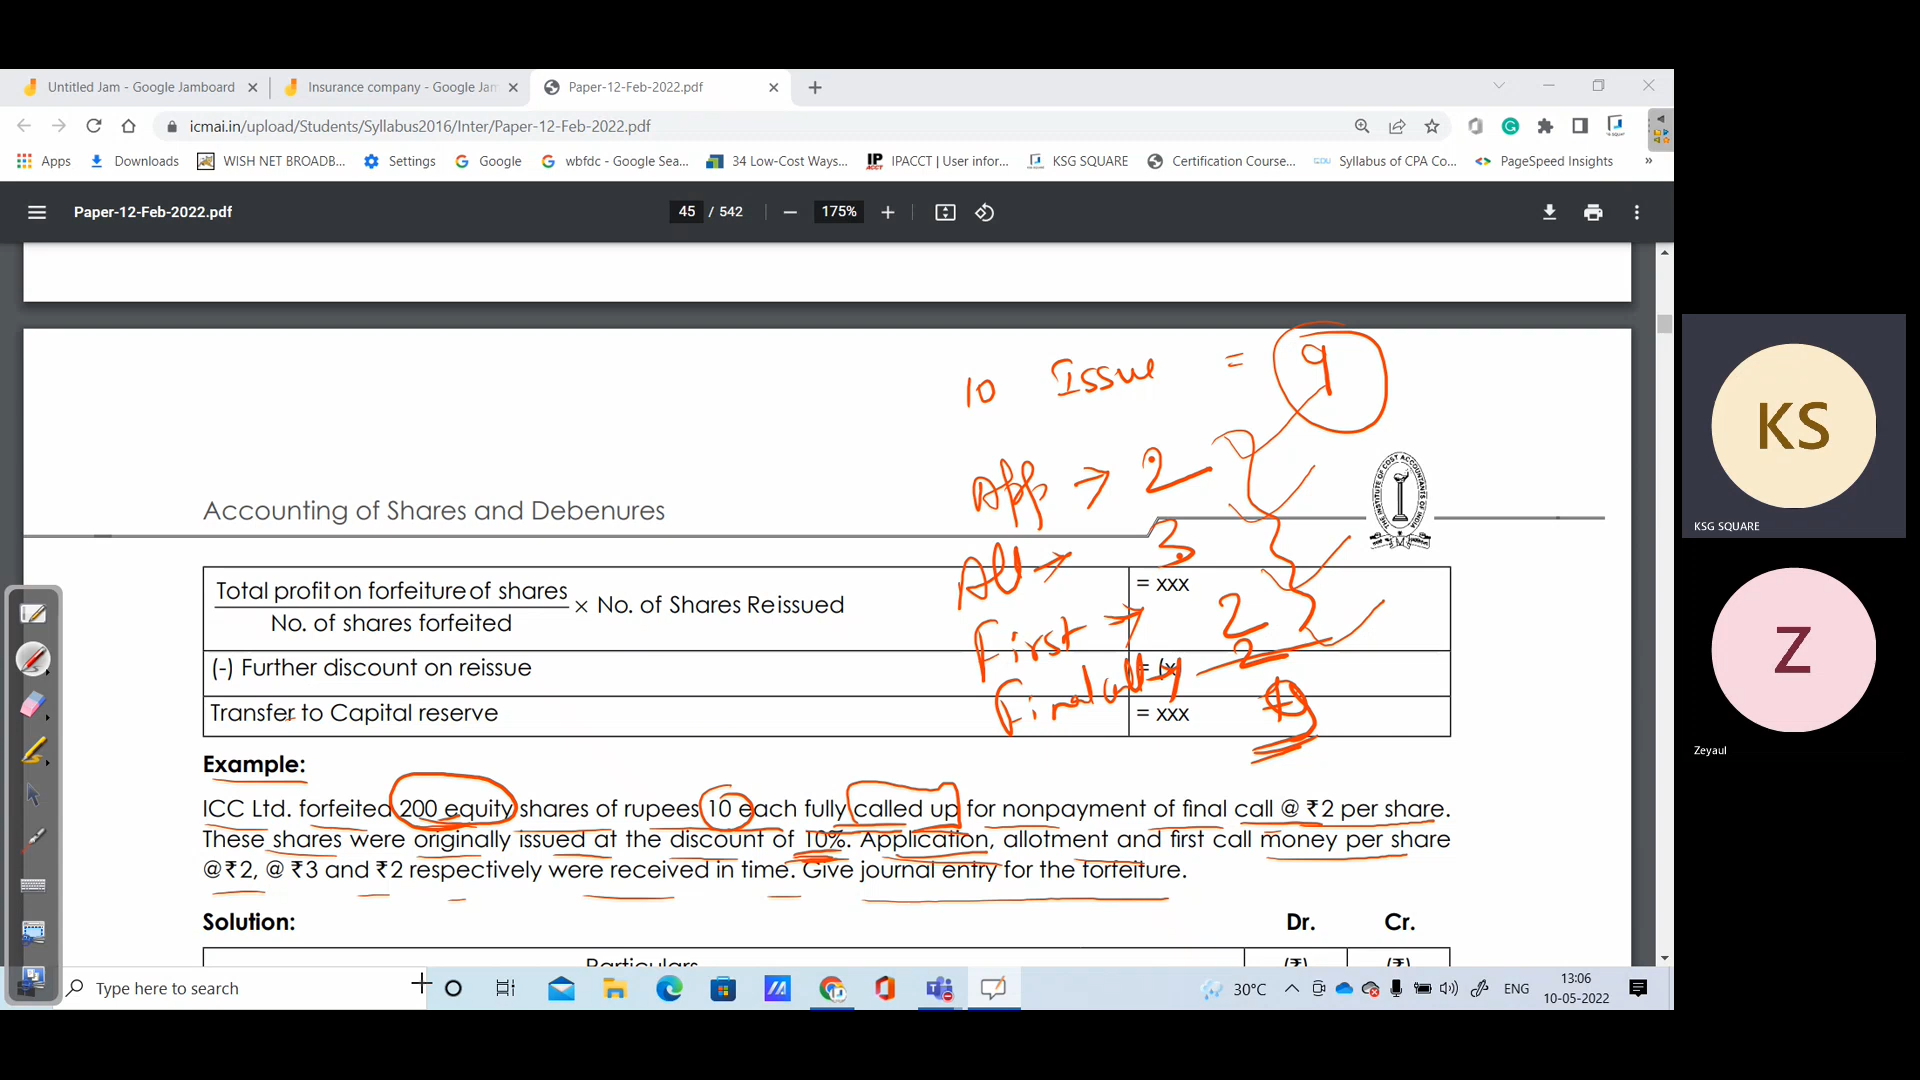 Untitled Jam - Google Jamboard
Insurance company - Google Jam
Paper-12-Feb-2022.pdf
icmai.in/upload/Students/Syllabus2016/Inter/Paper-12-Feb-2022.pdf
Apps Downloads WISH NET BROADB... Settings Google wbfdc - Google Sea... 34 Low-Cost Ways... IPACCT | User infor... KSG SQUARE Certification Course... Syllabus of CPA Co... PageSpeed Insights »
Paper-12-Feb-2022.pdf 45 / 542 175%
10 Issue = 9
App → 2
Accounting of Shares and Debenures
All → 3
Total profit on forfeiture of shares
No. of shares forfeited
× No. of Shares Reissued = xxx
First → 2
(-) Further discount on reissue = (x
Final call → 2
Transfer to Capital reserve = xxx
Example:
ICC Ltd. forfeited 200 equity shares of rupees 10 each fully called up for nonpayment of final call @ ₹2 per share.
These shares were originally issued at the discount of 10%. Application, allotment and first call money per share
@₹2, @ ₹3 and ₹2 respectively were received in time. Give journal entry for the forfeiture.
Solution: Dr. Cr.
Particulars (₹) (₹)
KS
KSG SQUARE
Z
Zeyaul
Type here to search
30°C ENG
13:06
10-05-2022